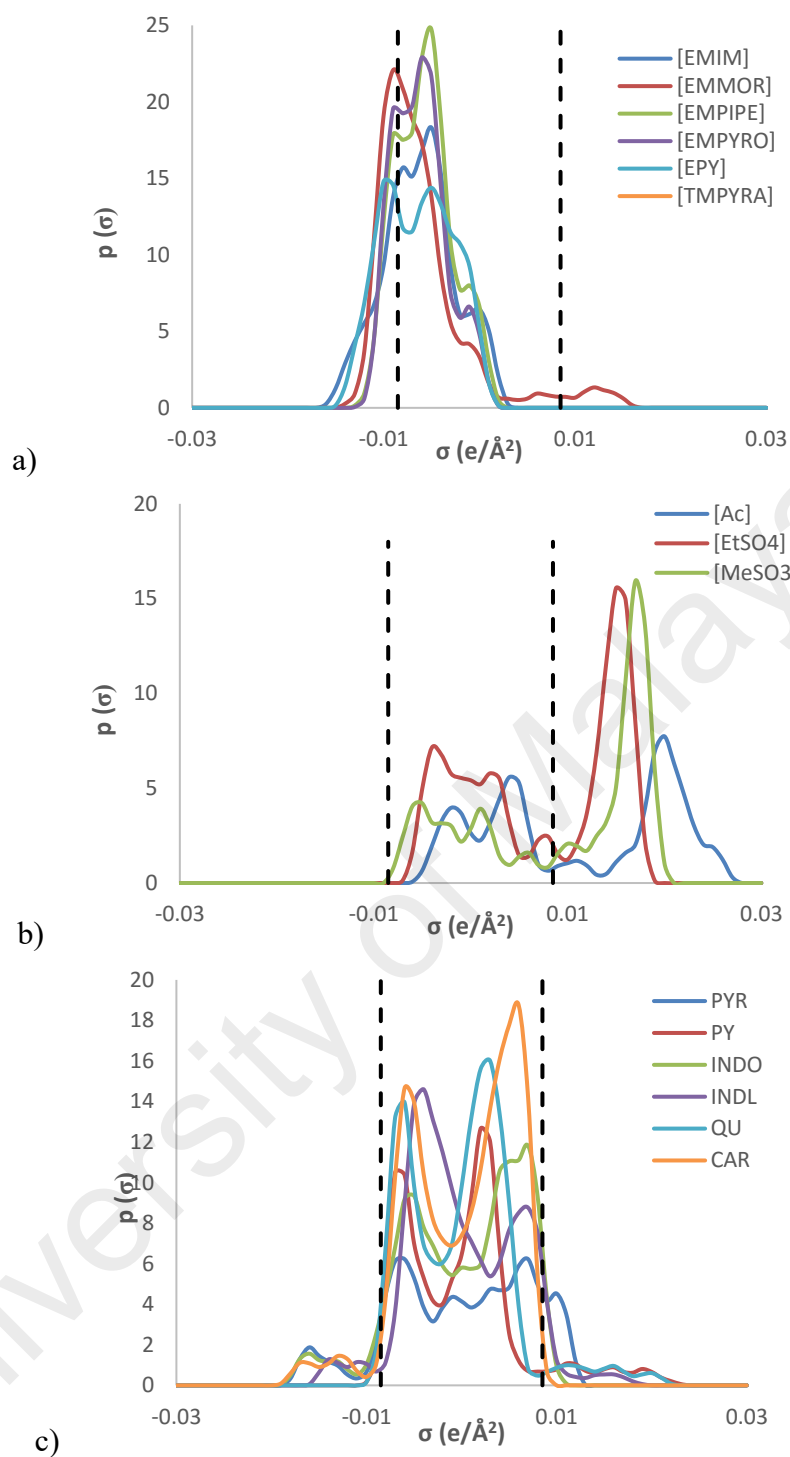 25
20
15
10
5
0
p (σ)
-0.03
-0.01
0.01
0.03
σ (e/Å²)
[EMIM]
[EMMOR]
[EMPIPE]
[EMPYRO]
[EPY]
[TMPYRA]
a)
20
15
10
5
0
p (σ)
-0.03
-0.01
0.01
0.03
σ (e/Å²)
[Ac]
[EtSO4]
[MeSO3
b)
20
18
16
14
12
10
8
6
4
2
0
p (σ)
-0.03
-0.01
0.01
0.03
σ (e/Å²)
PYR
PY
INDO
INDL
QU
CAR
c)
University of Malaya